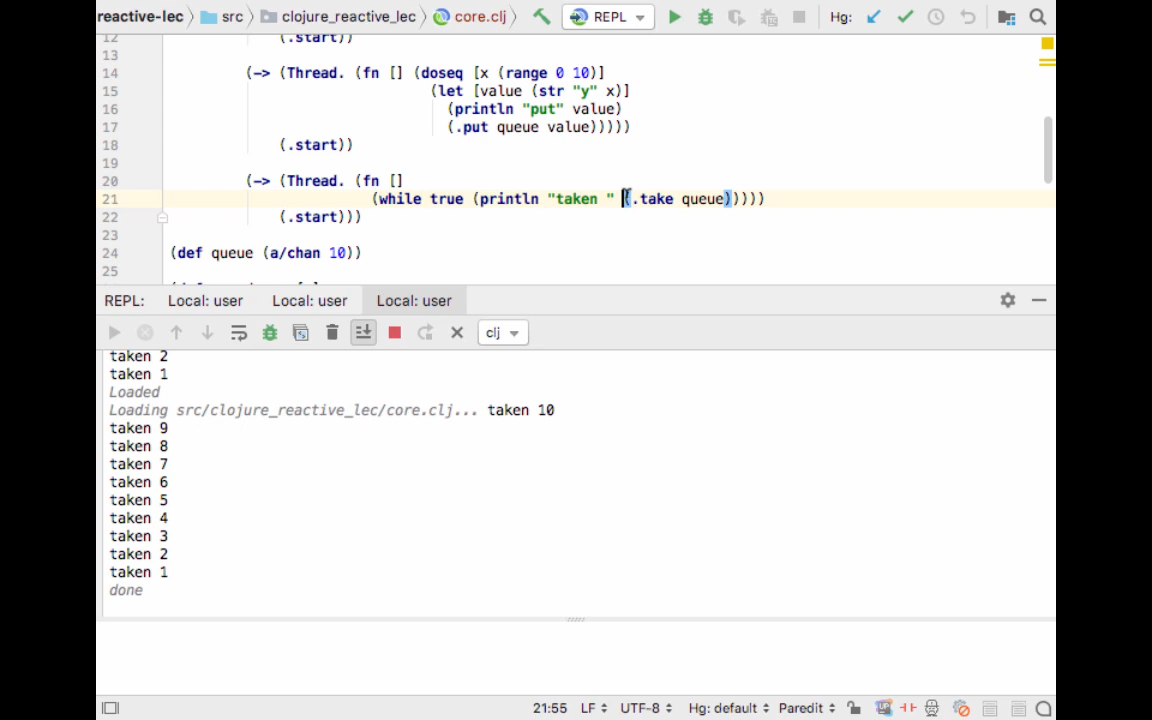 reactive-lec src clojure_reactive_lec core.clj REPL Hg:
12 (.start))
13
14 (-> (Thread. (fn [] (doseq [x (range 0 10)]
15 (let [value (str "y" x)]
16 (println "put" value)
17 (.put queue value)))))
18 (.start))
19
20 (-> (Thread. (fn []
21 (while true (println "taken " (.take queue)))))
22 (.start)))
23
24 (def queue (a/chan 10))
25
REPL: Local: user Local: user Local: user
clj
taken 2
taken 1
Loaded
Loading src/clojure_reactive_lec/core.clj... taken 10
taken 9
taken 8
taken 7
taken 6
taken 5
taken 4
taken 3
taken 2
taken 1
done
21:55 LF UTF-8 Hg: default Paredit